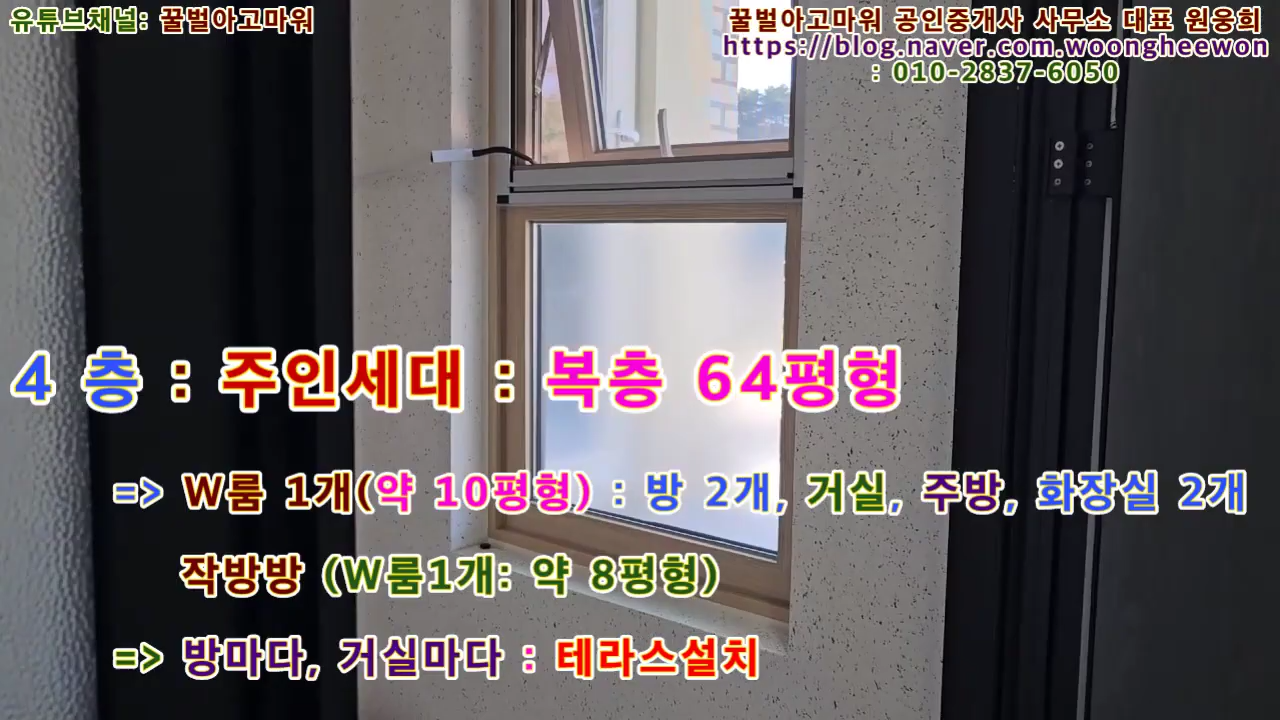 유튜브채널: 꿀벌아고마워
꿀벌아고마워 공인중개사 사무소 대표 원웅희
https://blog.naver.com.woongheewon
: 010-2837-6050
4 층 : 주인세대 : 복층 64평형
=> W룸 1개(약 10평형) : 방 2개, 거실, 주방, 화장실 2개
작방방 (W룸1개: 약 8평형)
=> 방마다, 거실마다 : 테라스설치